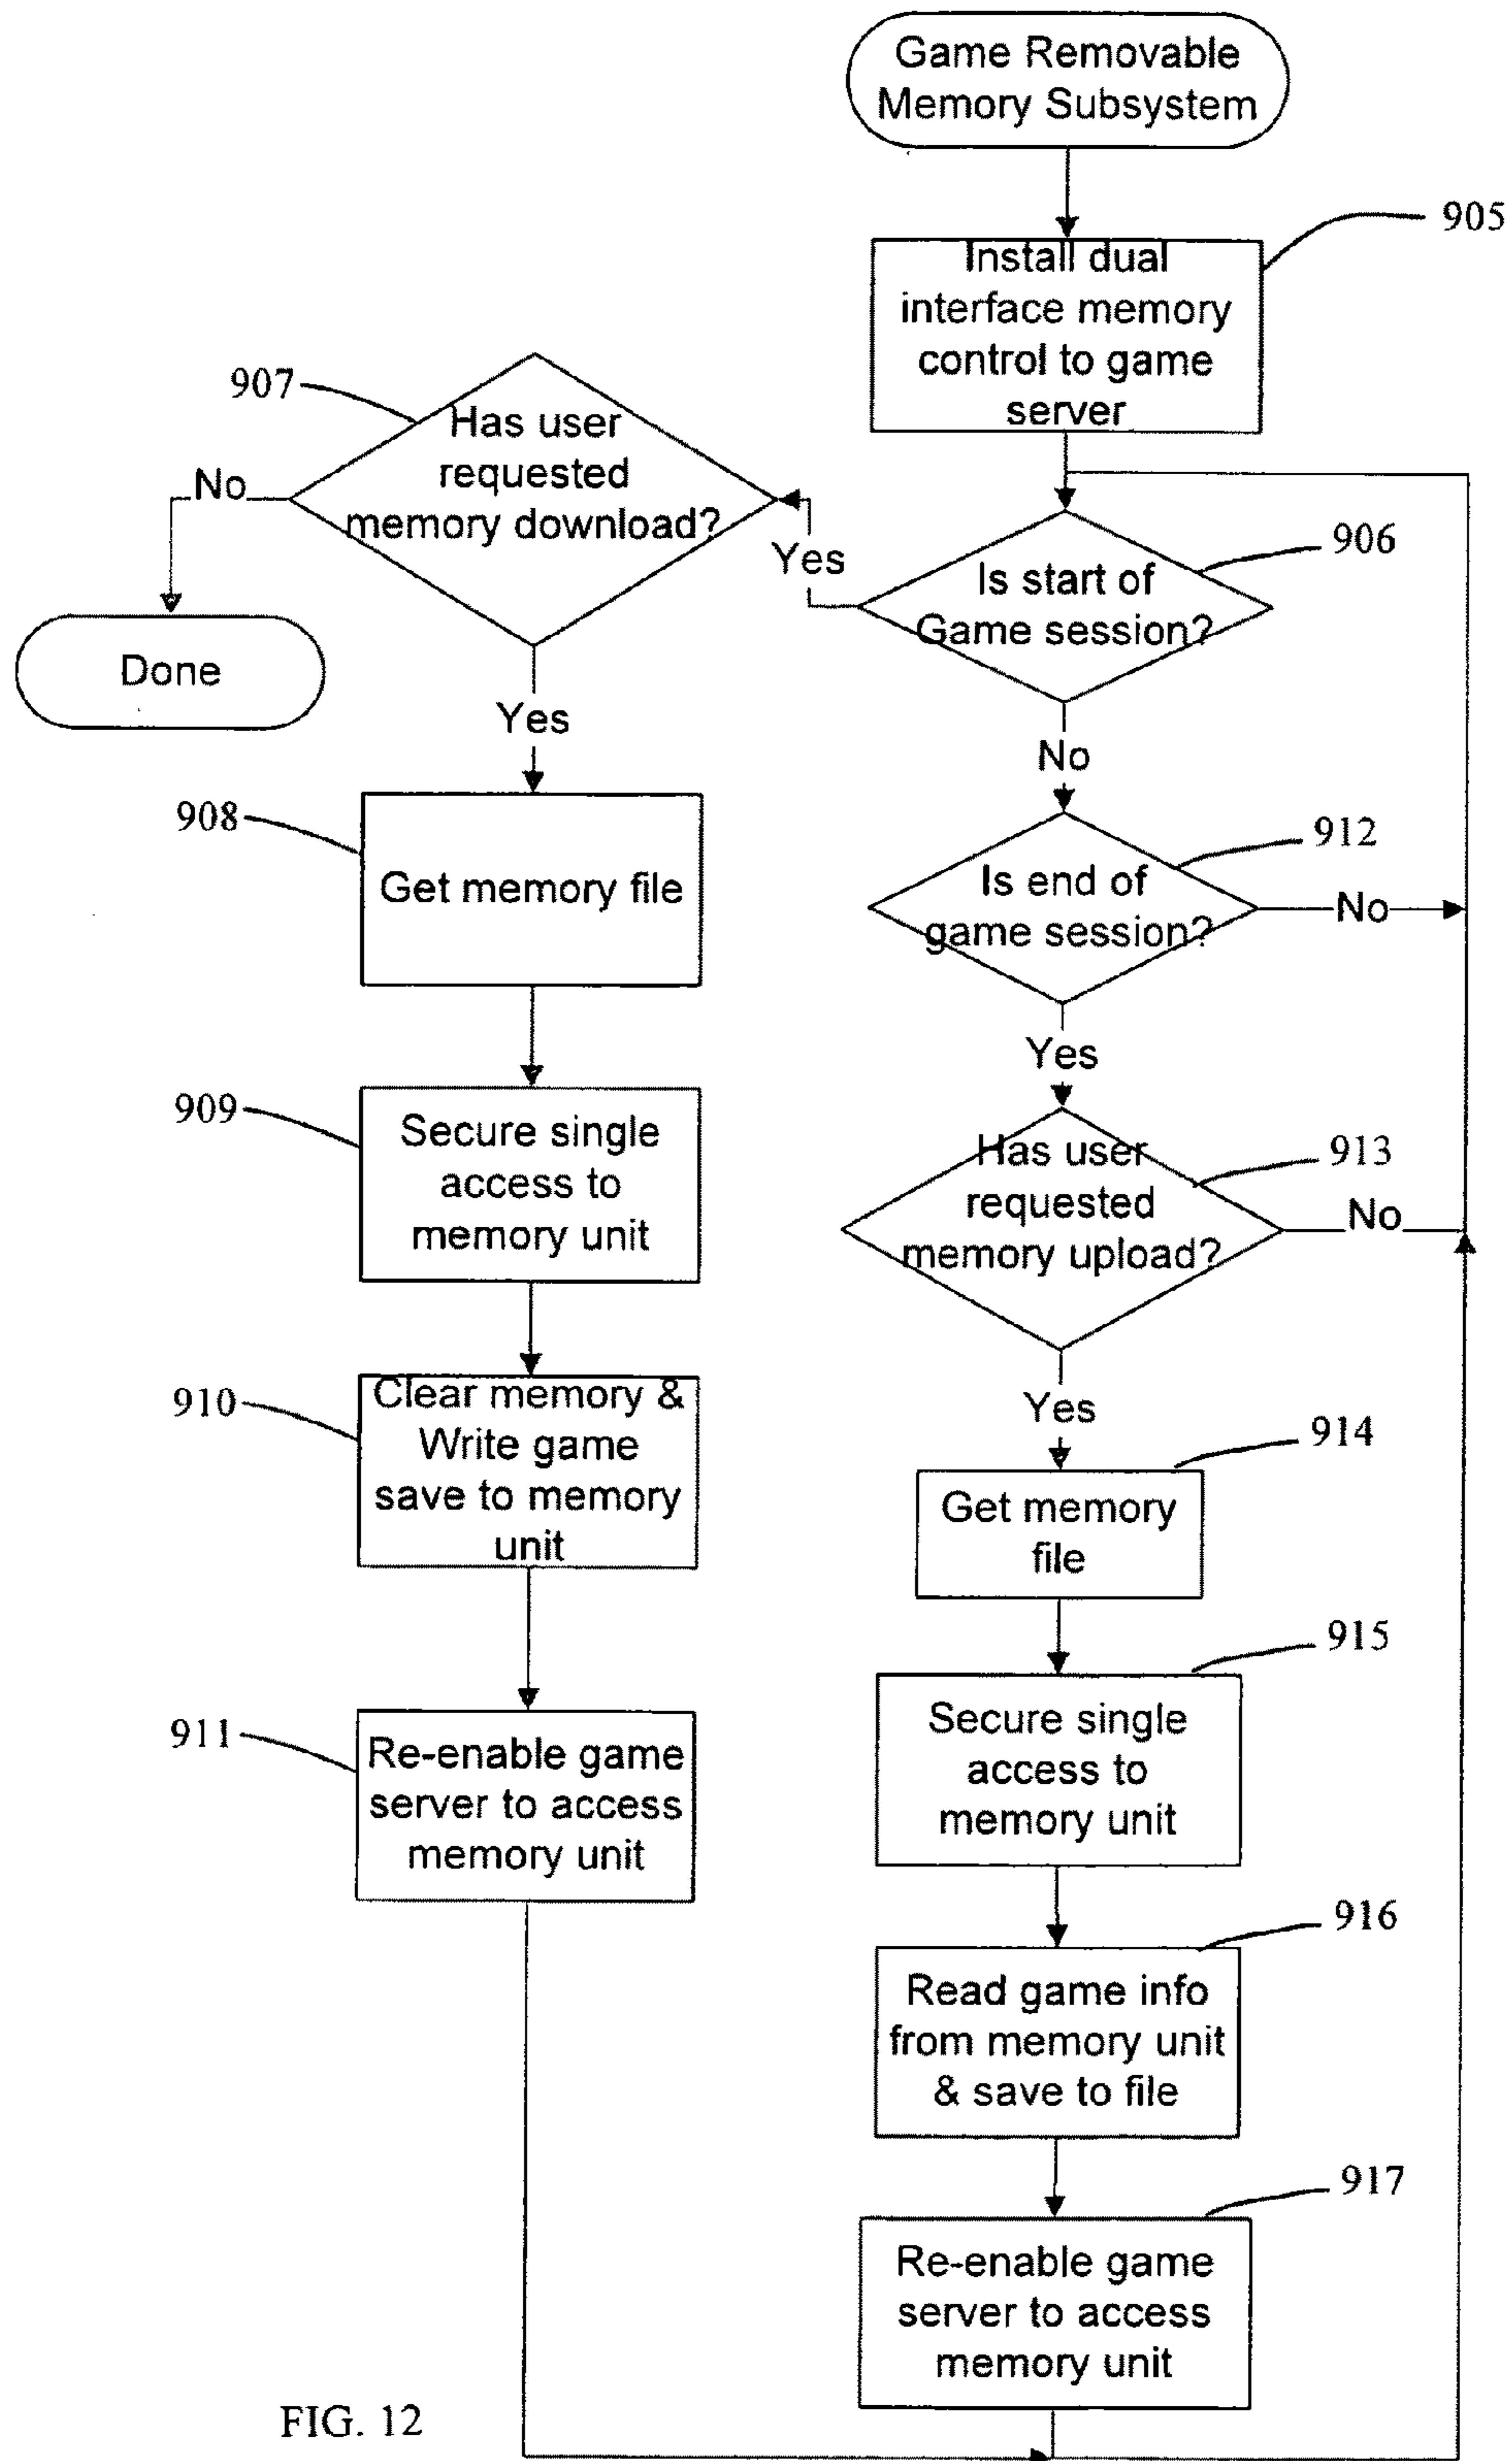 Game Removable
Memory Subsystem
905
Install dual
interface memory
control to game
server
907
Has user
requested
memory download?
No
Done
Yes
906
Is start of
Game session?
Yes
No
908
Get memory file
912
Is end of
game session?
No
Yes
909
Secure single
access to
memory unit
913
Has user
requested
memory upload?
No
Yes
910
Clear memory &
Write game
save to memory
unit
914
Get memory
file
915
Secure single
access to
memory unit
911
Re-enable game
server to access
memory unit
916
Read game info
from memory unit
& save to file
917
Re-enable game
server to access
memory unit
FIG. 12